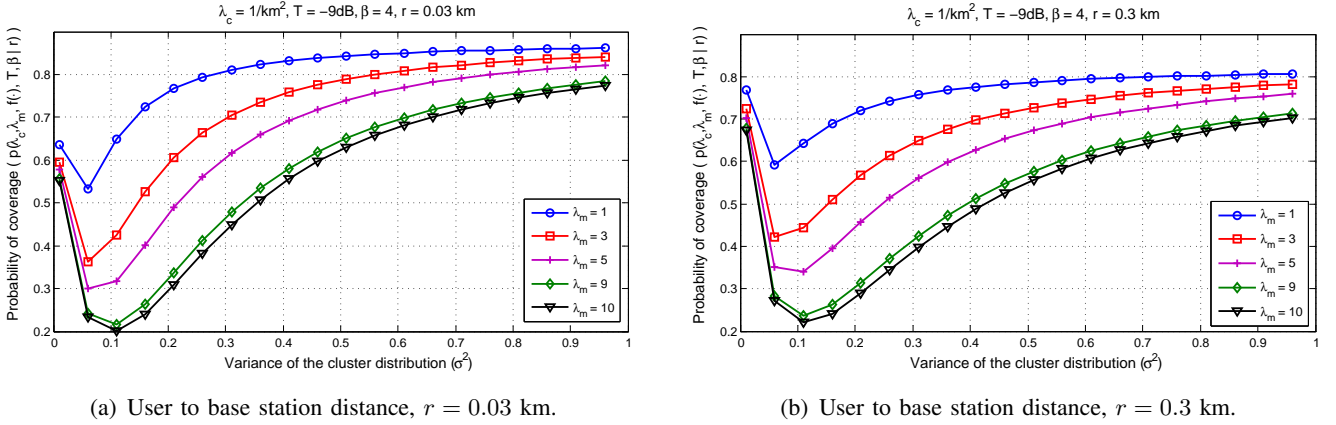 λc = 1/km², T = −9dB, β = 4, r = 0.03 km
Probability of coverage ( p(λc,λm, f(·), T,β | r) )
0.8
0.7
0.6
0.5
0.4
0.3
0.2
0 0.1 0.2 0.3 0.4 0.5 0.6 0.7 0.8 0.9 1
Variance of the cluster distribution (σ²)
λm = 1
λm = 3
λm = 5
λm = 9
λm = 10
(a) User to base station distance, r = 0.03 km.
λc = 1/km², T = −9dB, β = 4, r = 0.3 km
Probability of coverage ( p(λc,λm, f(·), T,β | r) )
0.8
0.7
0.6
0.5
0.4
0.3
0.2
0 0.1 0.2 0.3 0.4 0.5 0.6 0.7 0.8 0.9 1
Variance of the cluster distribution (σ²)
λm = 1
λm = 3
λm = 5
λm = 9
λm = 10
(b) User to base station distance, r = 0.3 km.